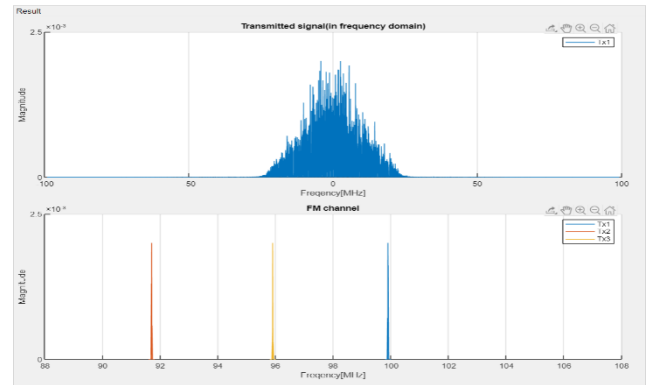 Result
×10⁻³ Transmitted signal(in frequency domain)
2.5
Tx1
Magnitude
0
100 50 0 50 100
Freqency[MHz]
×10⁻³ FM channel
2.5
Tx1
Tx2
Tx3
Magnitude
0
88 90 92 94 96 98 100 102 104 106 108
Freqency[MHz]